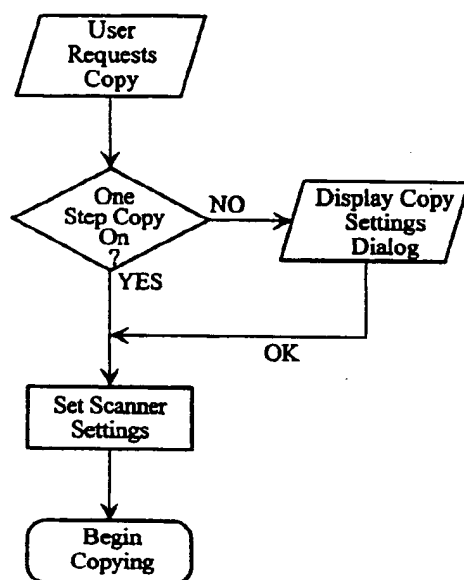 User
Requests
Copy
One
Step Copy
On
?
NO
Display Copy
Settings
Dialog
YES
OK
Set Scanner
Settings
Begin
Copying